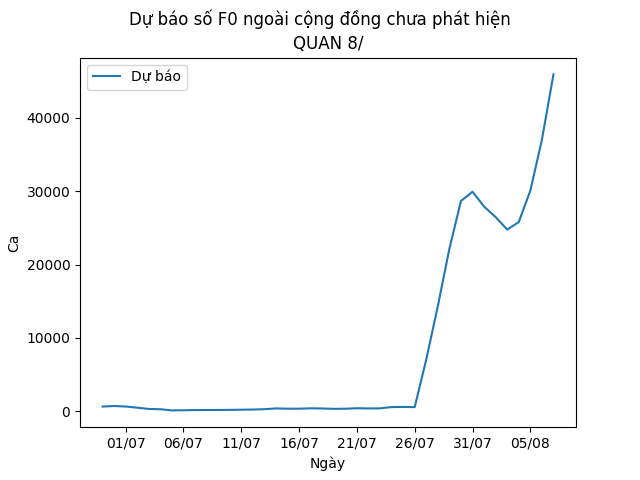 Dự báo số F0 ngoài cộng đồng chưa phát hiện
QUAN 8/
Dự báo
Ca
40000
30000
20000
10000
0
01/07 06/07 11/07 16/07 21/07 26/07 31/07 05/08
Ngày